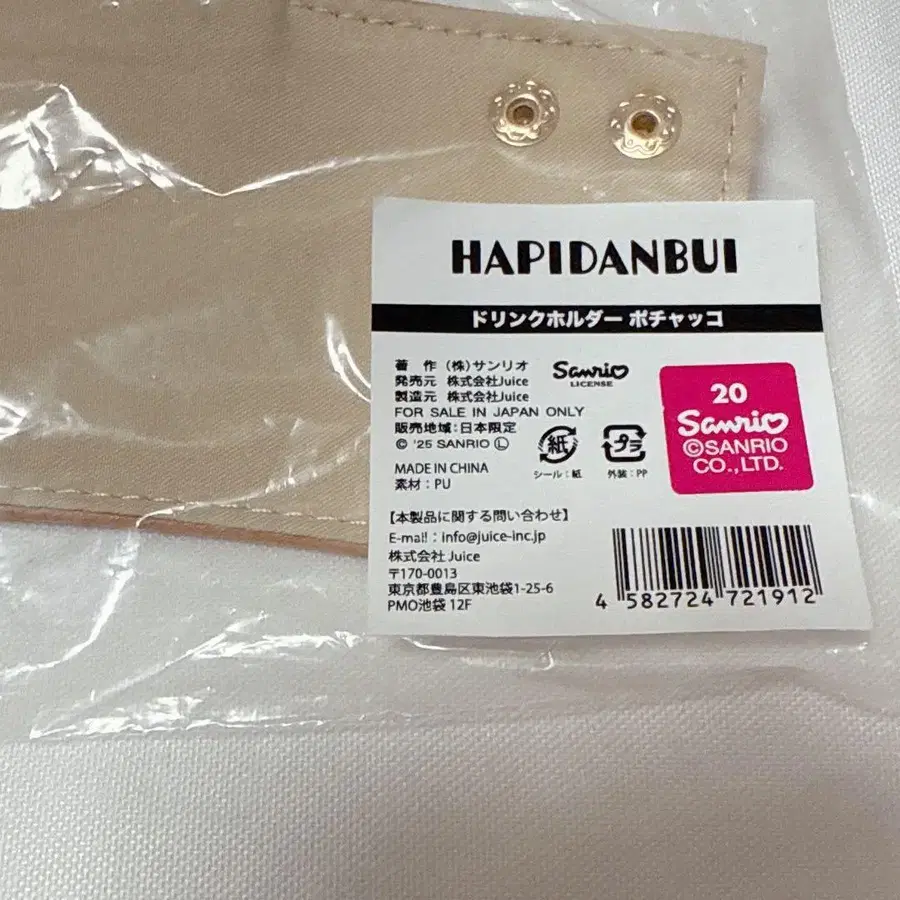 HAPIDANBUI
ドリンクホルダー ポチャッコ
著 作 (株)サンリオ
発売元 株式会社Juice
製造元 株式会社Juice
Sanrio
LICENSE
FOR SALE IN JAPAN ONLY
販売地域:日本限定
© '25 SANRIO Ⓛ
紙
シール:紙
プラ
外装:PP
MADE IN CHINA
素材:PU
20
Sanrio
©SANRIO
CO.,LTD.
【本製品に関する問い合わせ】
E-mail:info@juice-inc.jp
株式会社Juice
〒170-0013
東京都豊島区東池袋1-25-6
PMO池袋 12F
4 582724 721912